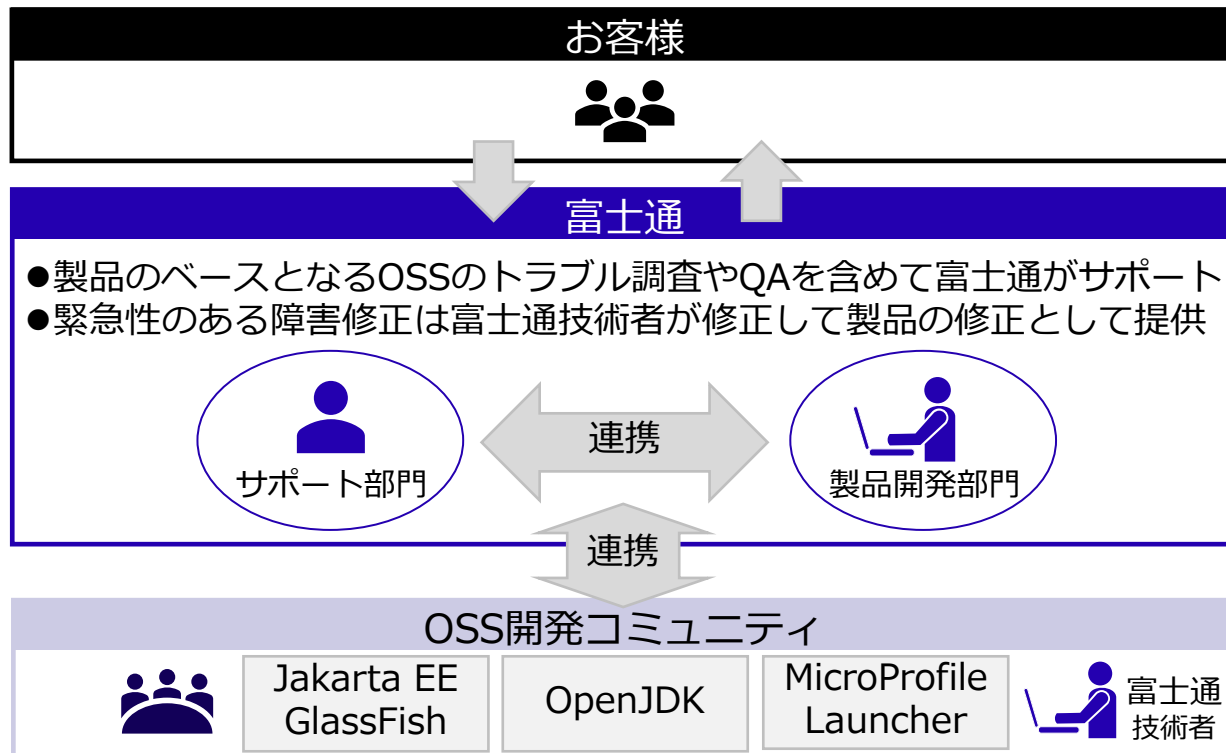 お客様
富士通
●製品のベースとなるOSSのトラブル調査やQAを含めて富士通がサポート
●緊急性のある障害修正は富士通技術者が修正して製品の修正として提供
連携
サポート部門
製品開発部門
連携
OSS開発コミュニティ
Jakarta EE
GlassFish
OpenJDK
MicroProfile
Launcher
富士通
技術者